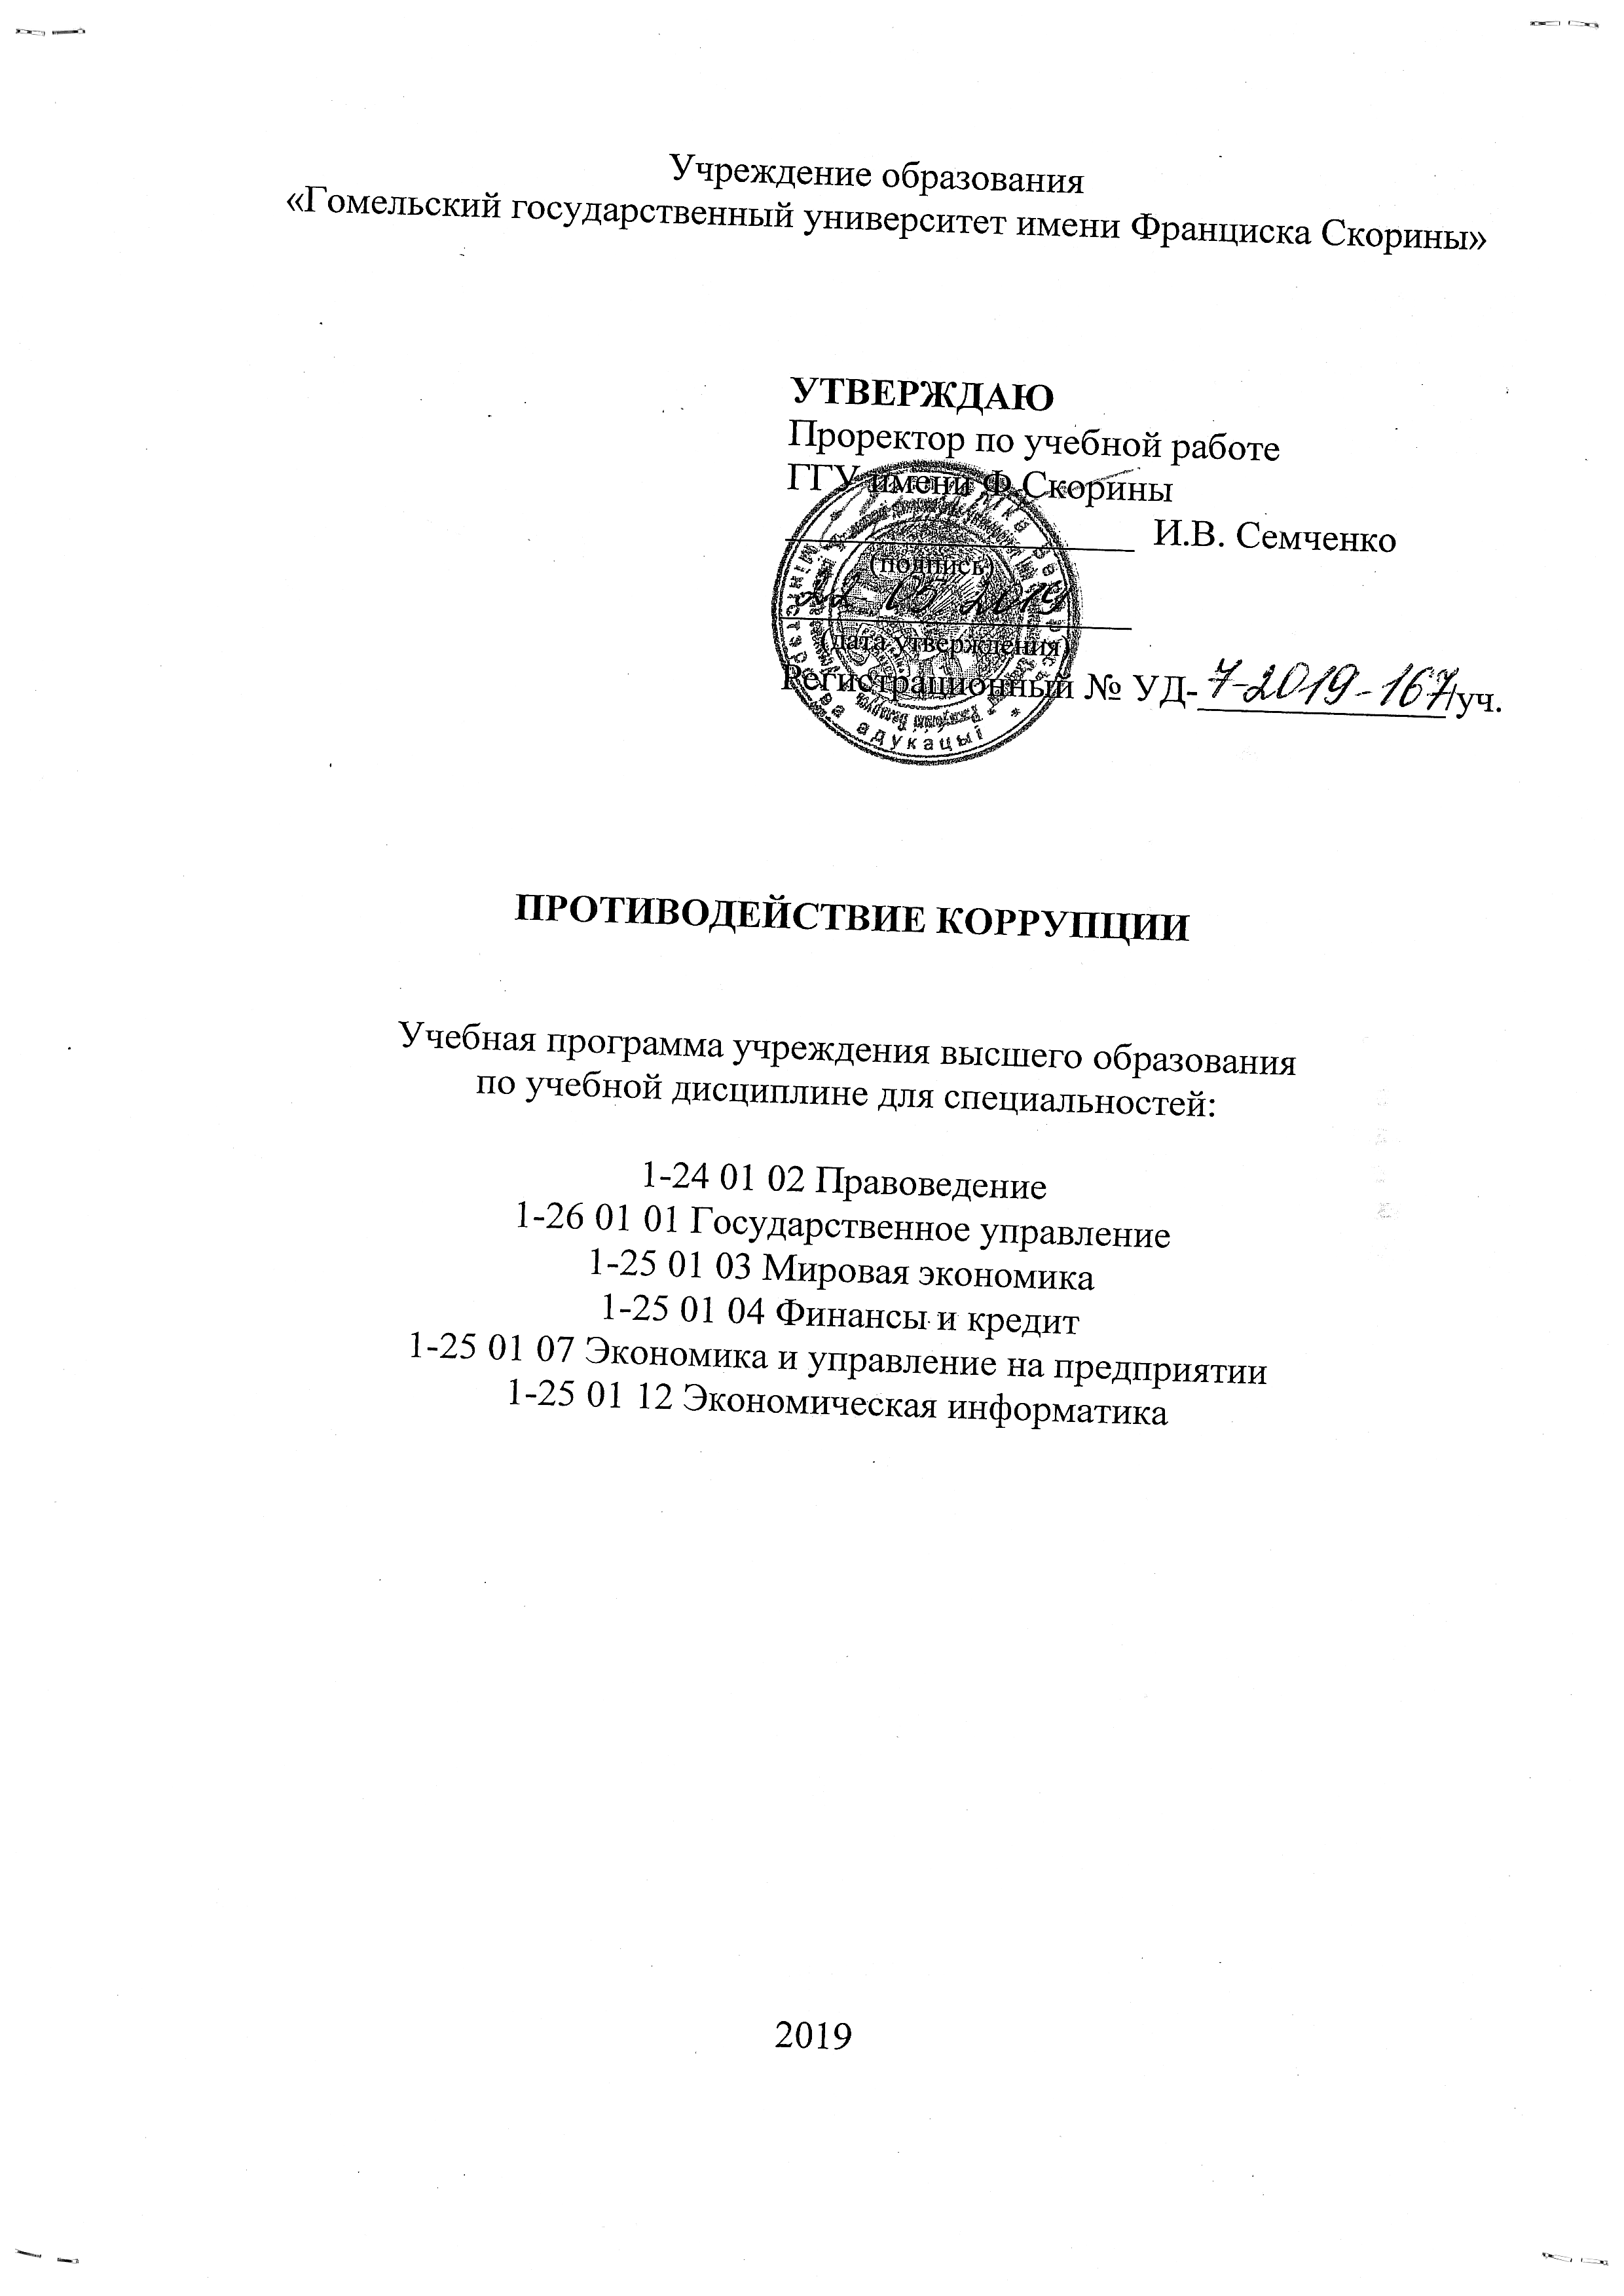 Учреждение образования
«Гомельский государственный университет имени Франциска Скорины»
УТВЕРЖДАЮ
Проректор по учебной работе
ГГУ имени Ф.Скорины
И.В. Семченко
(подпись)
22 05 2019
(дата утверждения)
Регистрационный № УД-7-2019-167/уч.
адукацыі
ПРОТИВОДЕЙСТВИЕ КОРРУПЦИИ
Учебная программа учреждения высшего образования
по учебной дисциплине для специальностей:
1-24 01 02 Правоведение
1-26 01 01 Государственное управление
1-25 01 03 Мировая экономика
1-25 01 04 Финансы и кредит
1-25 01 07 Экономика и управление на предприятии
1-25 01 12 Экономическая информатика
2019